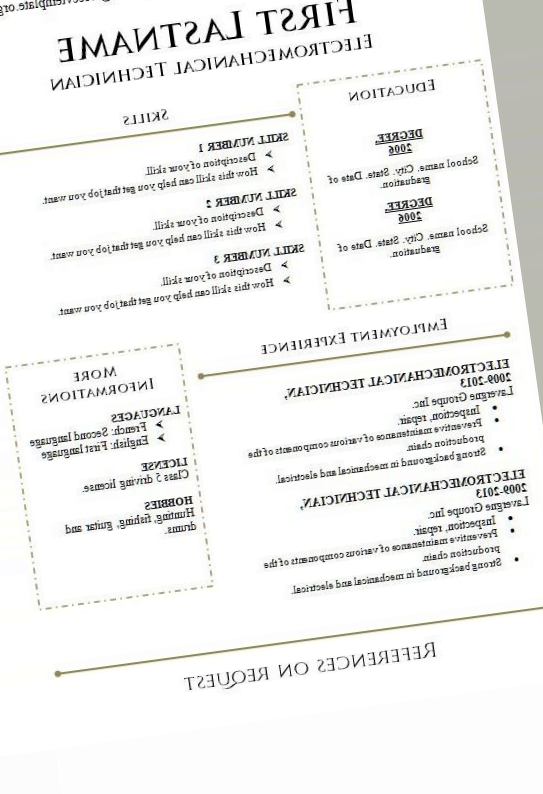 FIRST LASTNAME
ELECTROMECHANICAL TECHNICIAN
EDUCATION
DEGREE,
2006
School name. City. State. Date of
graduation.
DEGREE,
2006
School name. City. State. Date of
graduation.
SKILLS
SKILL NUMBER 1
➤ Description of your skill.
➤ How this skill can help you get that job you want.
SKILL NUMBER 2
➤ Description of your skill.
➤ How this skill can help you get that job you want.
SKILL NUMBER 3
➤ Description of your skill.
➤ How this skill can help you get that job you want.
EMPLOYMENT EXPERIENCE
ELECTROMECHANICAL TECHNICIAN,
2009-2013
Lavergne Groupe Inc.
• Inspection, repair.
• Preventive maintenance of various components of the
production chain.
• Strong background in mechanical and electrical.
ELECTROMECHANICAL TECHNICIAN,
2009-2013
Lavergne Groupe Inc.
• Inspection, repair.
• Preventive maintenance of various components of the
production chain.
• Strong background in mechanical and electrical.
MORE
INFORMATIONS
LANGUAGES
➤ French: Second language
➤ English: First language
LICENSE
Class 5 driving license.
HOBBIES
Hunting, fishing, guitar and
drums.
REFERENCES ON REQUEST